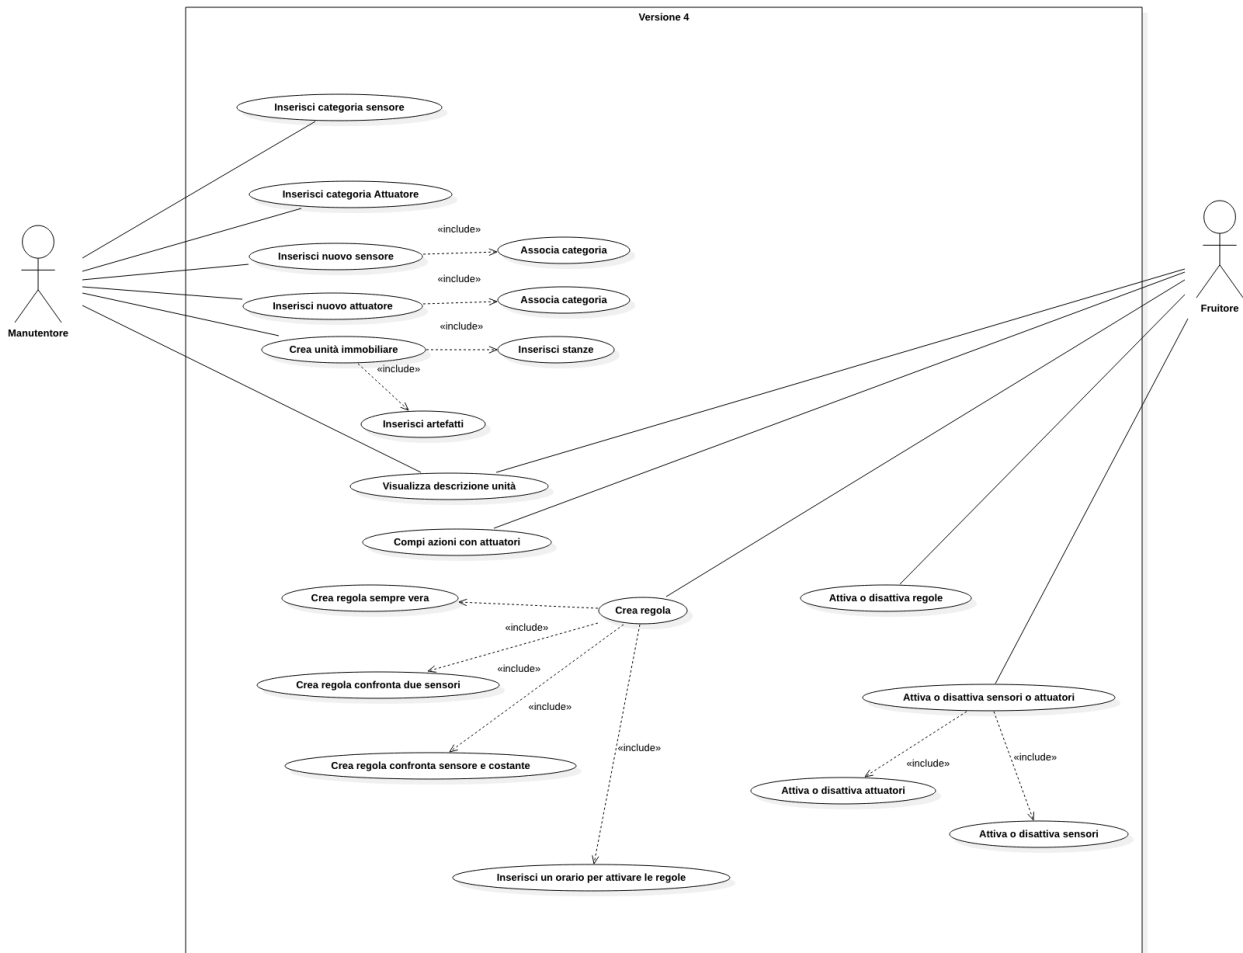 Versione 4
Inserisci categoria sensore
Inserisci categoria Attuatore
«include»
Inserisci nuovo sensore
Associa categoria
«include»
Inserisci nuovo attuatore
Associa categoria
Fruitore
«include»
Manutentore
Crea unità immobiliare
Inserisci stanze
«include»
Inserisci artefatti
Visualizza descrizione unità
Compi azioni con attuatori
Crea regola sempre vera
Attiva o disattiva regole
Crea regola
«include»
«include»
Crea regola confronta due sensori
Attiva o disattiva sensori o attuatori
«include»
«include»
Crea regola confronta sensore e costante
«include»
«include»
Attiva o disattiva attuatori
Attiva o disattiva sensori
Inserisci un orario per attivare le regole